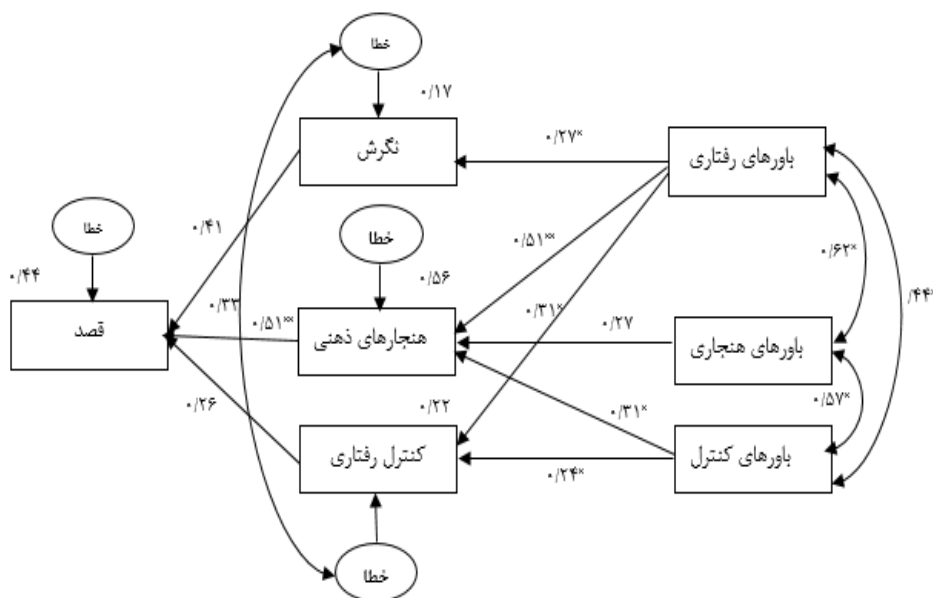 خطا
۰/۱۷
نگرش
۰/۲۷*
باورهای رفتاری
خطا
۰/۴۱
خطا
۰/۵۱**
۰/۶۲*
۰/۴۴
۰/۵۶
۰/۳۳
۰/۳۱*
/۴۴*
قصد
۰/۵۱**
هنجارهای ذهنی
۰/۲۷
باورهای هنجاری
۰/۲۶
۰/۲۲
۰/۳۱*
۰/۵۷*
کنترل رفتاری
۰/۲۴*
باورهای کنترل
خطا